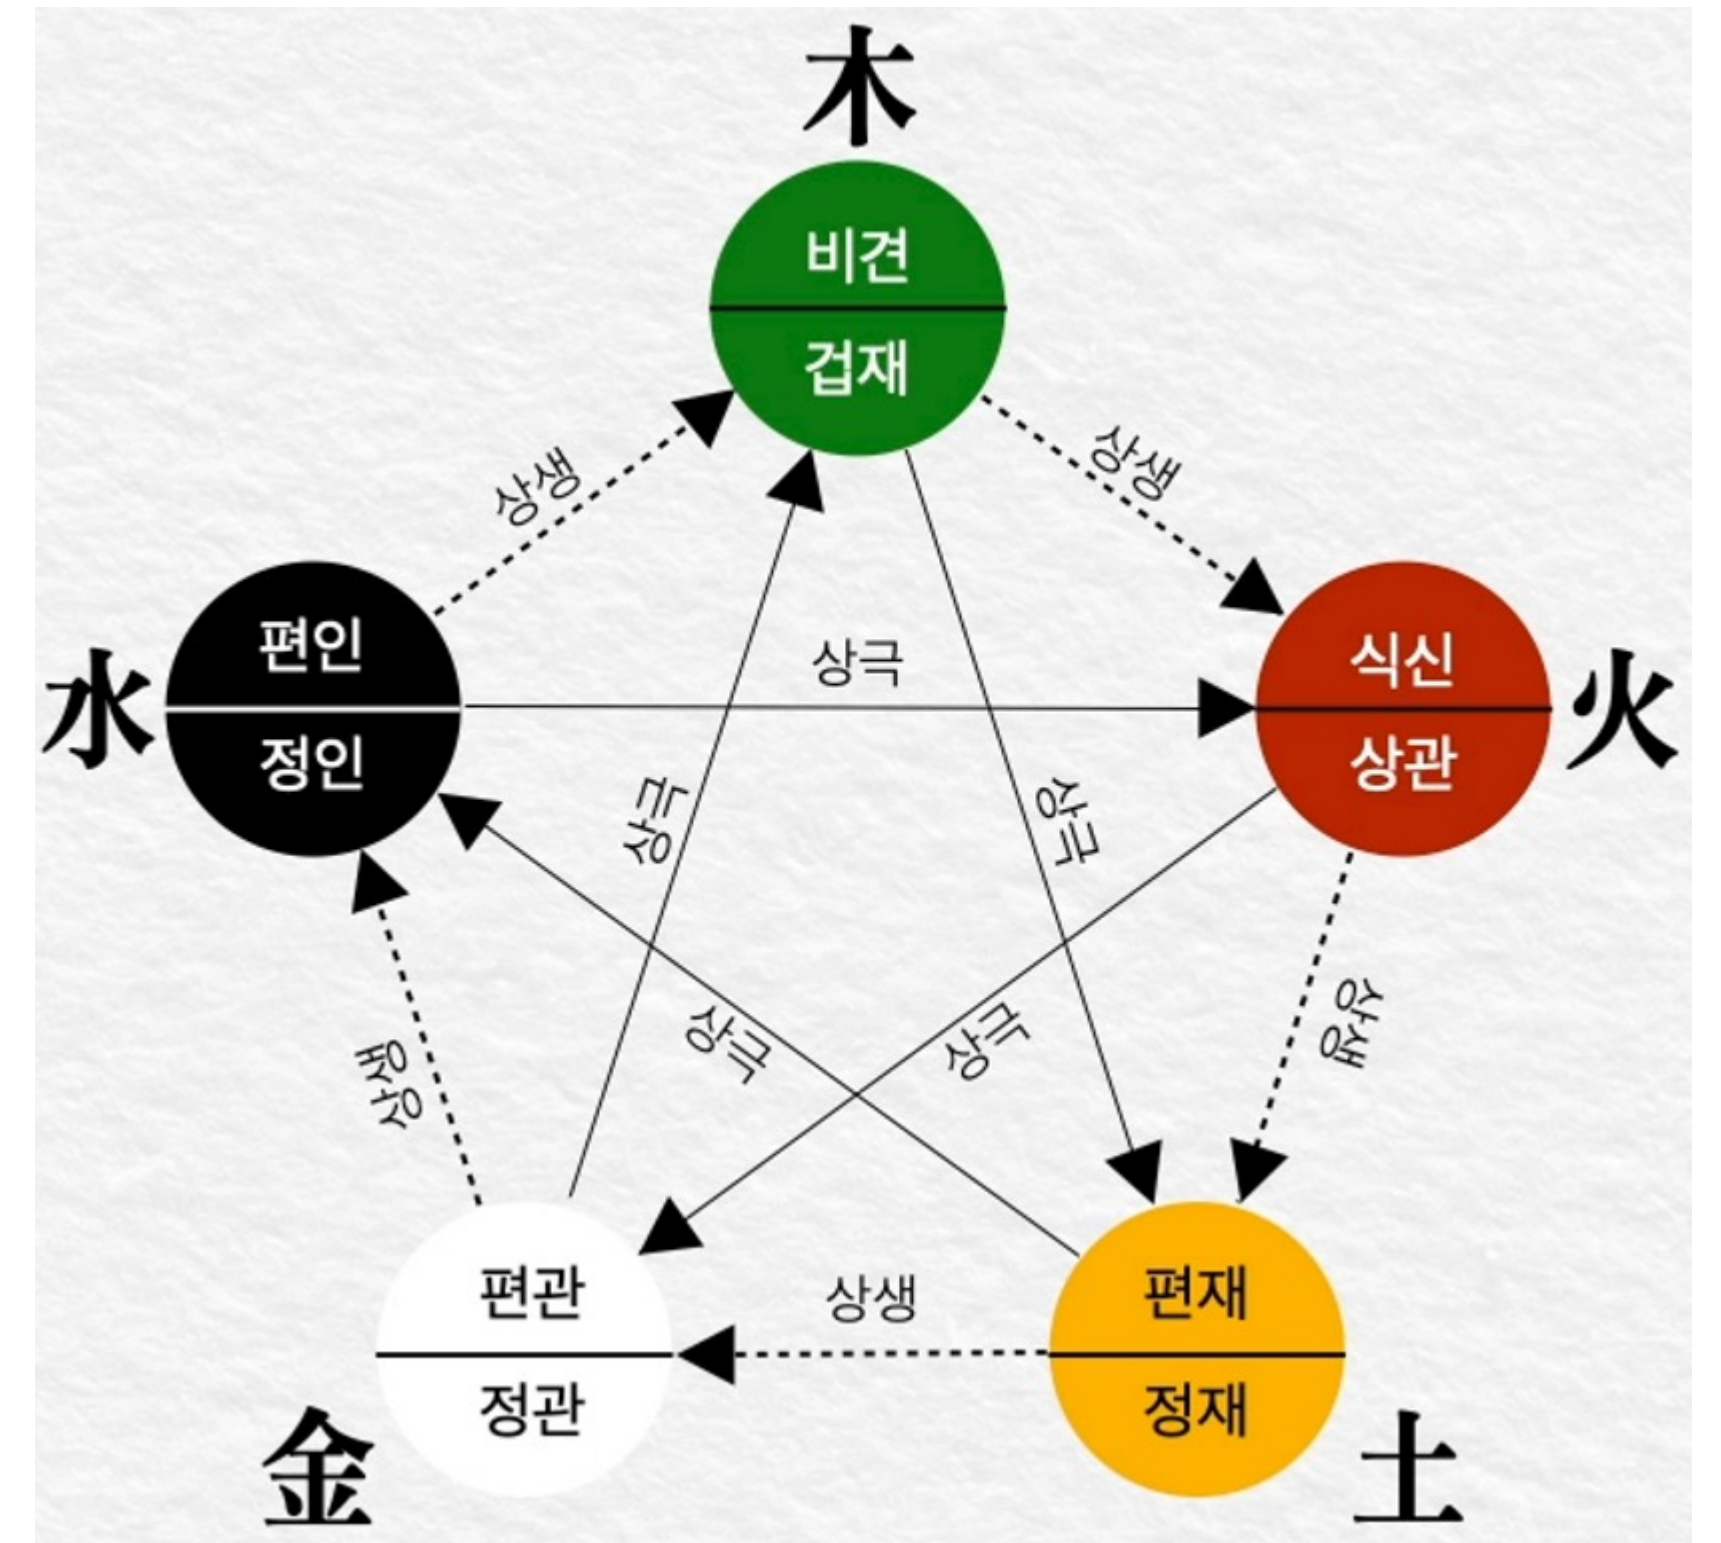 木
비견
겁재
상생
상생
水
편인
정인
상극
식신
상관
火
상극
상극
상생
상극
상극
상생
편관
정관
상생
편재
정재
金
土